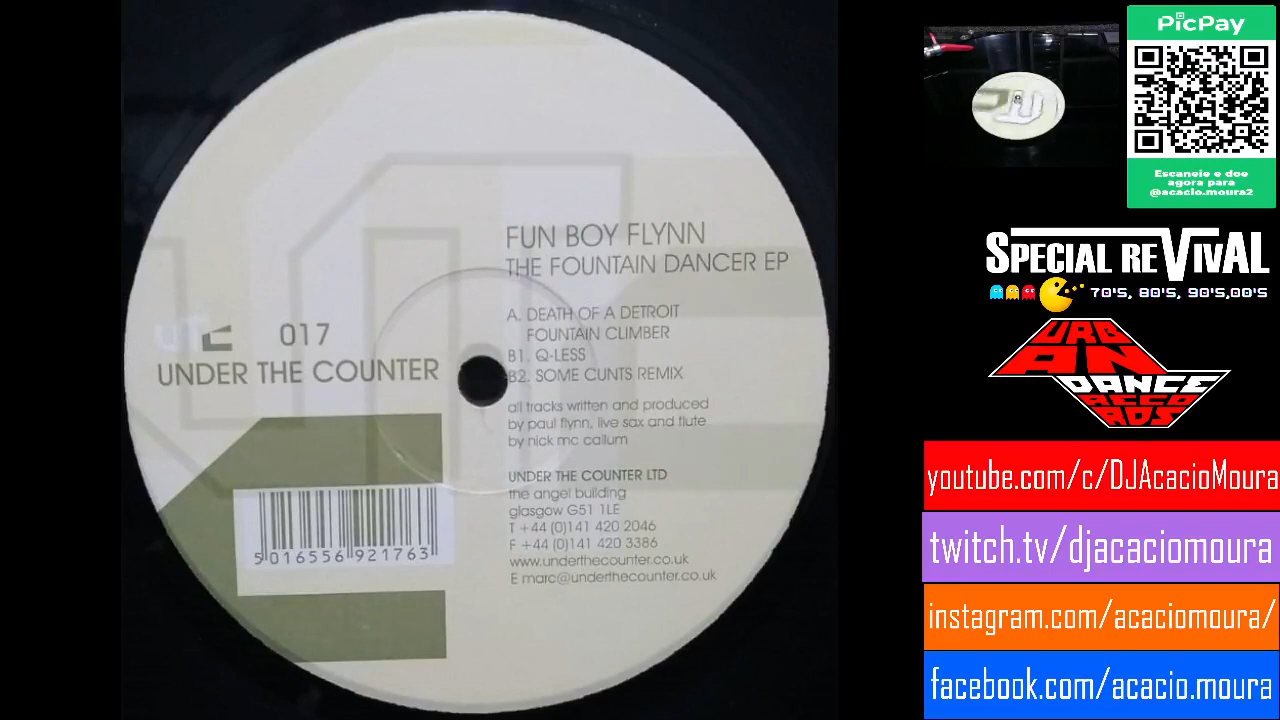 FUN BOY FLYNN
THE FOUNTAIN DANCER EP
A. DEATH OF A DETROIT
FOUNTAIN CLIMBER
B1. Q-LESS
B2. SOME CUNTS REMIX
all tracks written and produced
by paul flynn, live sax and flute
by nick mc callum
UNDER THE COUNTER LTD
the angel building
glasgow G51 1LE
T +44 (0)141 420 2046
F +44 (0)141 420 3386
www.underthecounter.co.uk
E marc@underthecounter.co.uk
017
UNDER THE COUNTER
5 016556 921763
PicPay
Escaneie e doe
agora para
@acacio.moura2
SPECIAL REVIVAL
70'S, 80'S, 90'S,00'S
URB
AN
DANCE
RECO
RDS
youtube.com/c/DJAcacioMoura
twitch.tv/djacaciomoura
instagram.com/acaciomoura/
facebook.com/acacio.moura